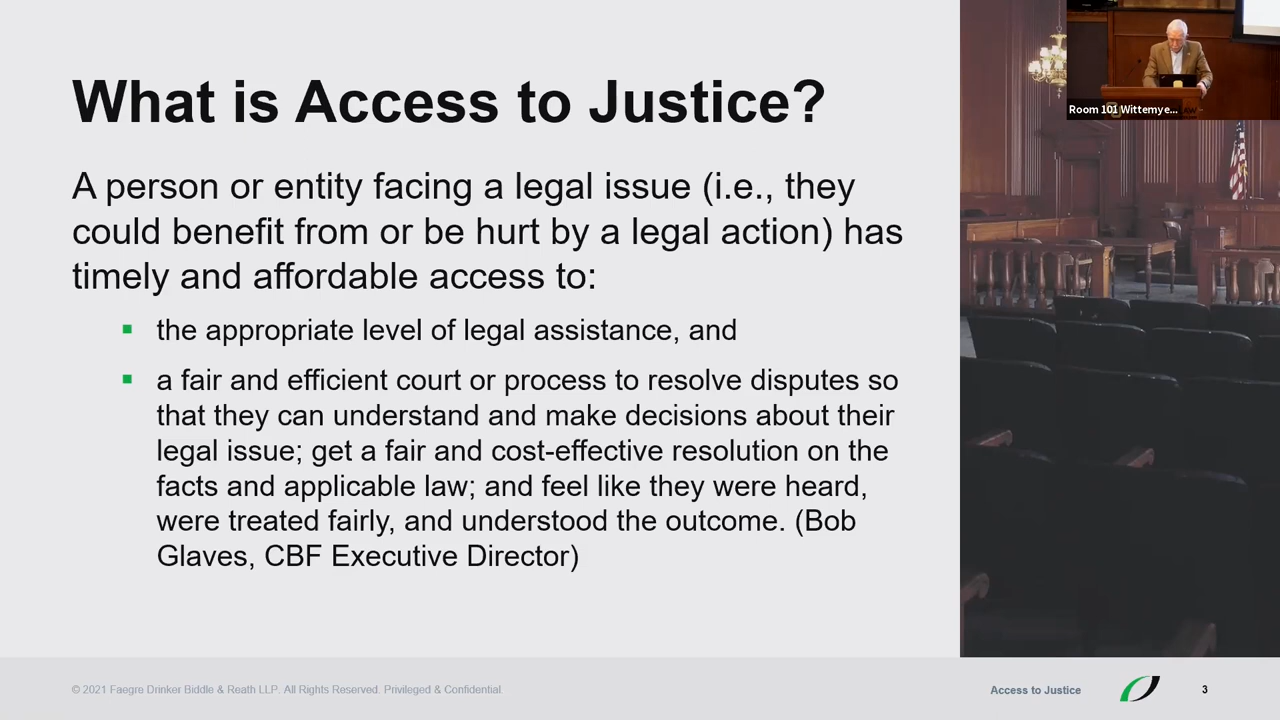 What is Access to Justice?
A person or entity facing a legal issue (i.e., they
could benefit from or be hurt by a legal action) has
timely and affordable access to:
the appropriate level of legal assistance, and
a fair and efficient court or process to resolve disputes so
that they can understand and make decisions about their
legal issue; get a fair and cost-effective resolution on the
facts and applicable law; and feel like they were heard,
were treated fairly, and understood the outcome. (Bob
Glaves, CBF Executive Director)
Room 101 Wittemye...
© 2021 Faegre Drinker Biddle & Reath LLP. All Rights Reserved. Privileged & Confidential
Access to Justice
3